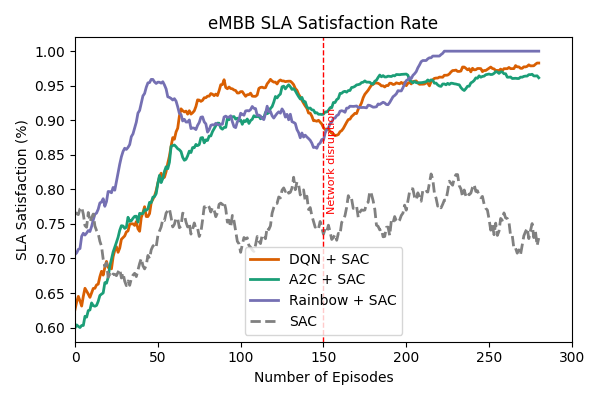 eMBB SLA Satisfaction Rate
SLA Satisfaction (%)
1.00
0.95
0.90
0.85
0.80
0.75
0.70
0.65
0.60
Network disruption
DQN + SAC
A2C + SAC
Rainbow + SAC
SAC
0 50 100 150 200 250 300
Number of Episodes